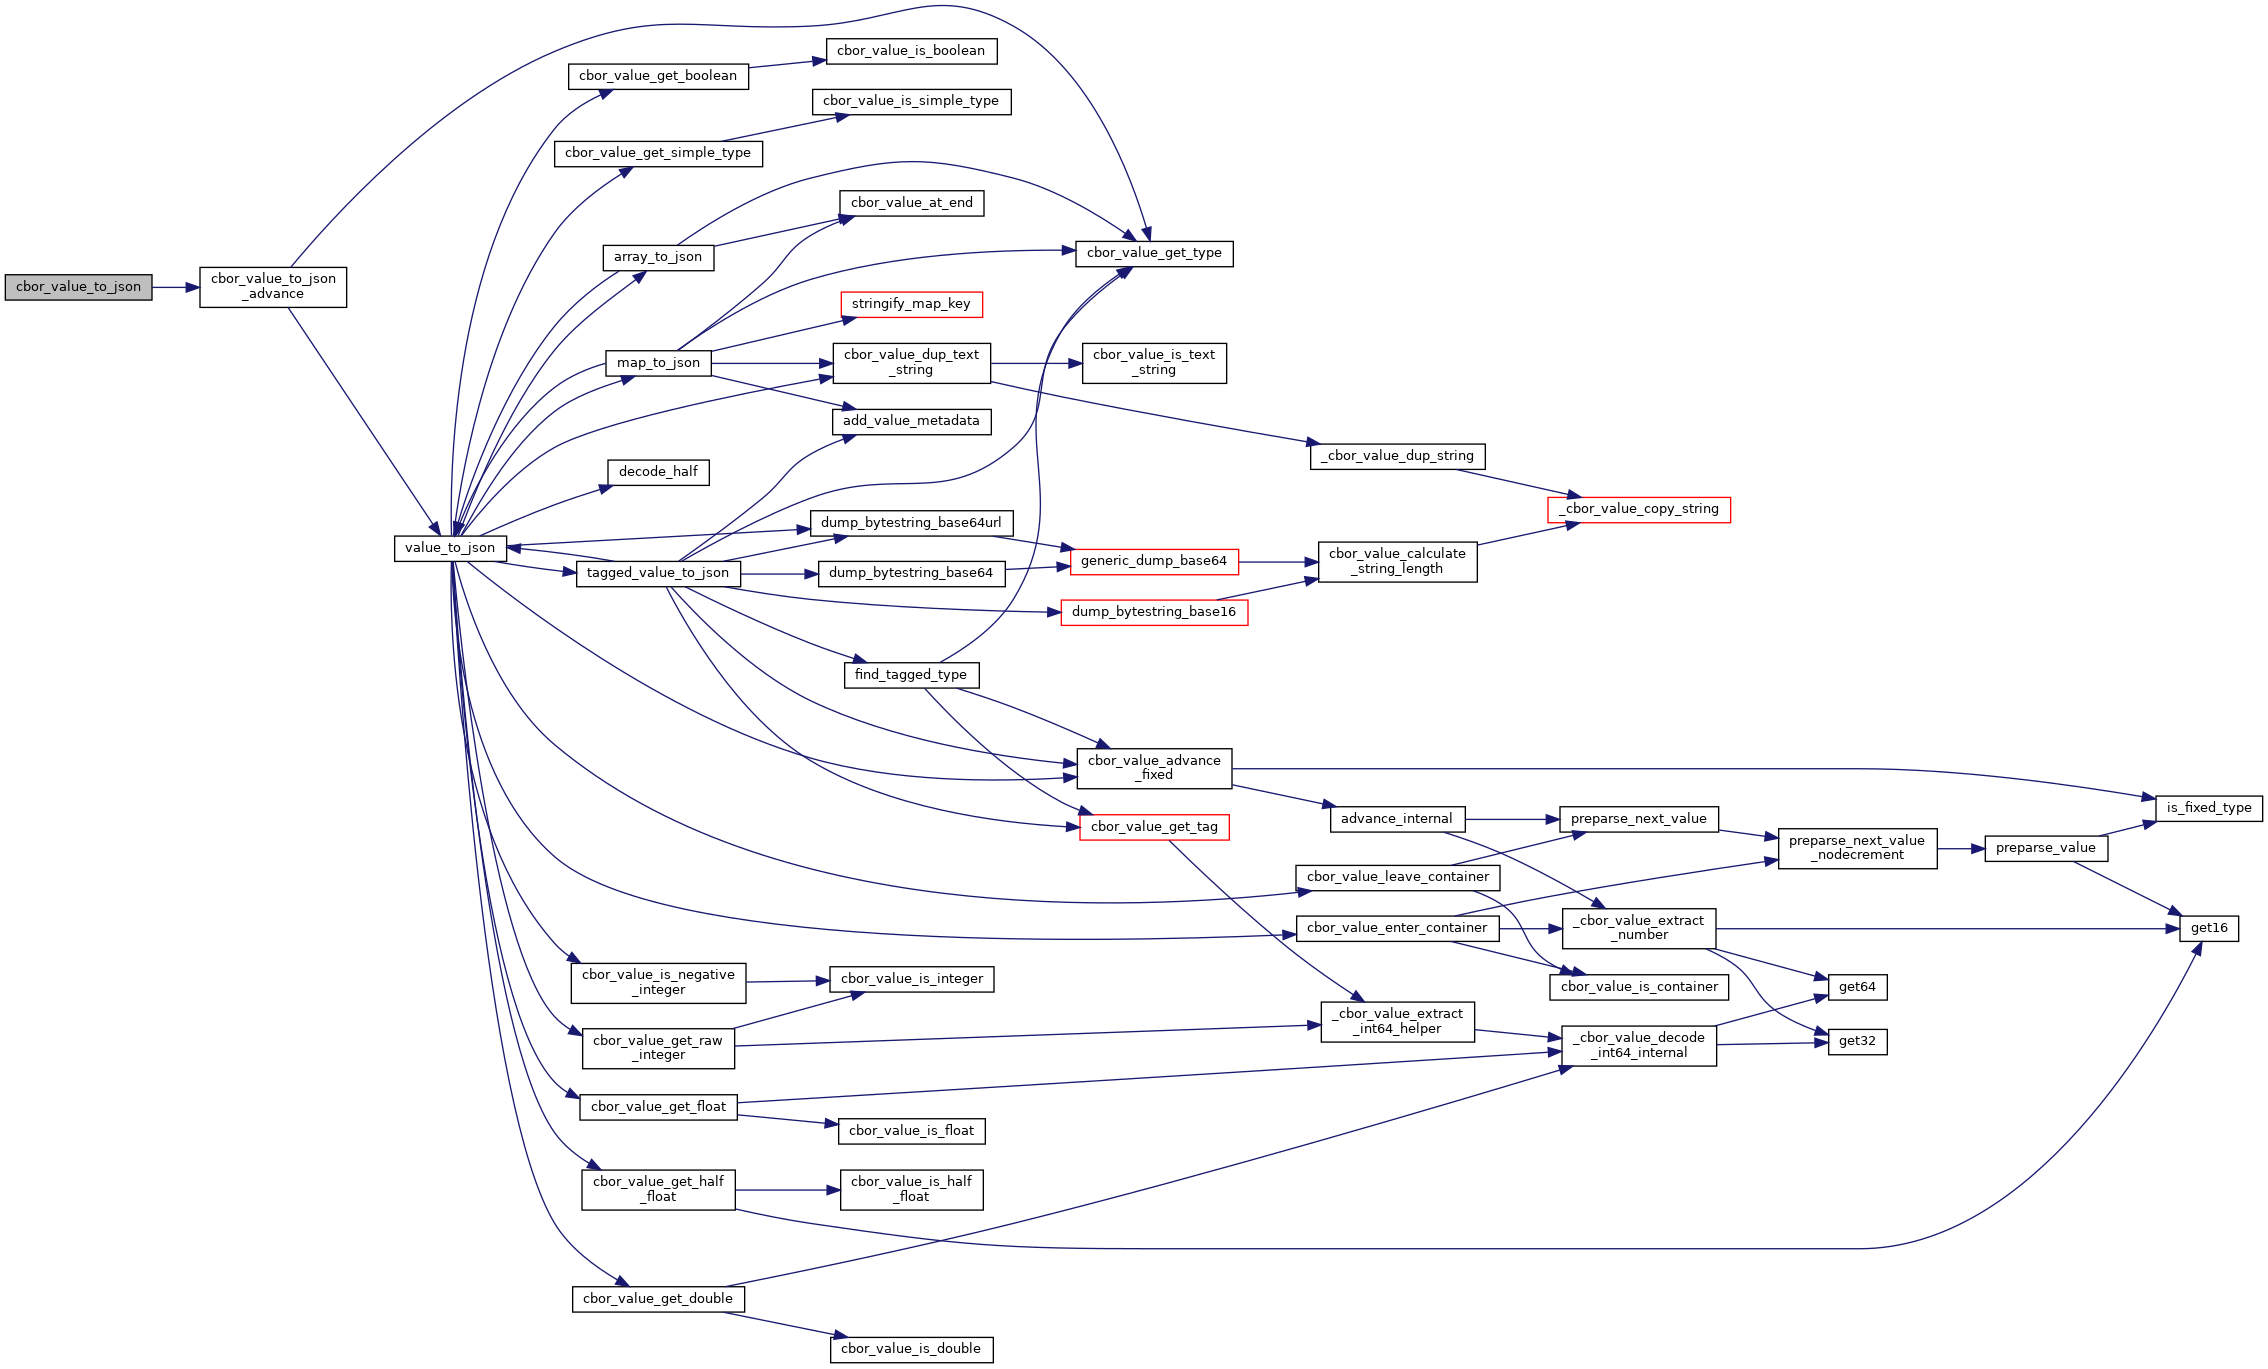 cbor_value_to_json
cbor_value_to_json
_advance
value_to_json
cbor_value_get_boolean
cbor_value_is_boolean
cbor_value_get_simple_type
cbor_value_is_simple_type
array_to_json
cbor_value_at_end
cbor_value_get_type
map_to_json
stringify_map_key
cbor_value_dup_text
_string
cbor_value_is_text
_string
add_value_metadata
_cbor_value_dup_string
decode_half
_cbor_value_copy_string
dump_bytestring_base64url
tagged_value_to_json
dump_bytestring_base64
generic_dump_base64
cbor_value_calculate
_string_length
dump_bytestring_base16
find_tagged_type
cbor_value_advance
_fixed
cbor_value_get_tag
advance_internal
preparse_next_value
is_fixed_type
preparse_next_value
_nodecrement
preparse_value
cbor_value_leave_container
cbor_value_enter_container
_cbor_value_extract
_number
get16
cbor_value_is_negative
_integer
cbor_value_is_integer
cbor_value_is_container
get64
cbor_value_get_raw
_integer
_cbor_value_extract
_int64_helper
_cbor_value_decode
_int64_internal
get32
cbor_value_get_float
cbor_value_is_float
cbor_value_get_half
_float
cbor_value_is_half
_float
cbor_value_get_double
cbor_value_is_double